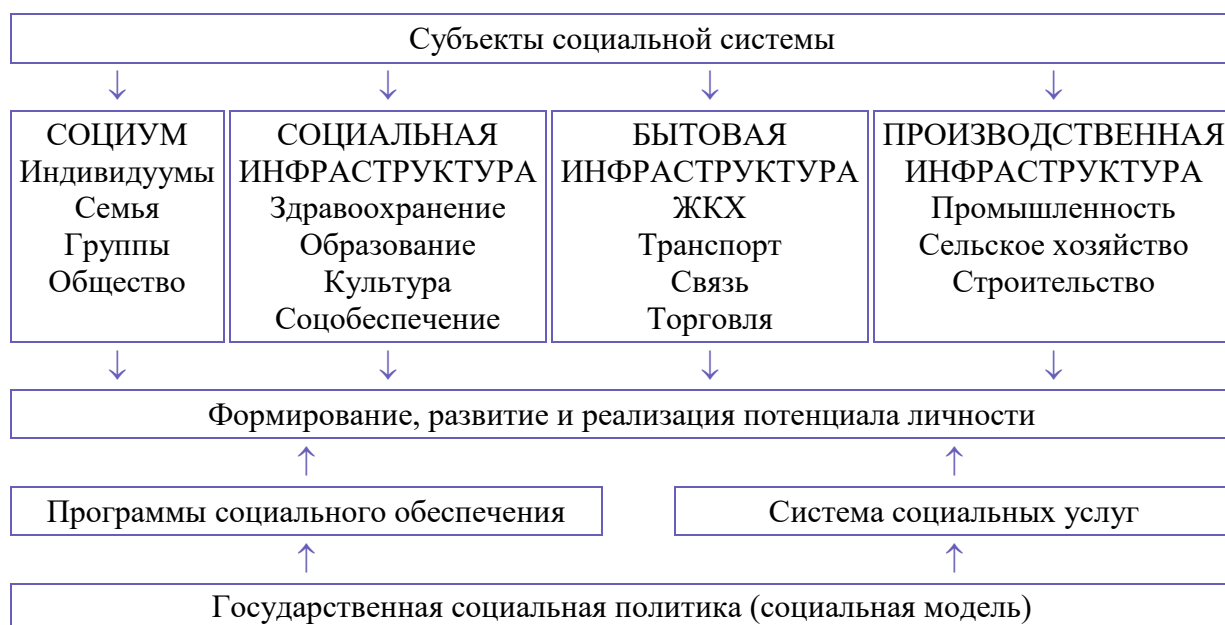 Субъекты социальной системы
СОЦИУМ
Индивидуумы
Семья
Группы
Общество
СОЦИАЛЬНАЯ
ИНФРАСТРУКТУРА
Здравоохранение
Образование
Культура
Соцобеспечение
БЫТОВАЯ
ИНФРАСТРУКТУРА
ЖКХ
Транспорт
Связь
Торговля
ПРОИЗВОДСТВЕННАЯ
ИНФРАСТРУКТУРА
Промышленность
Сельское хозяйство
Строительство
Формирование, развитие и реализация потенциала личности
Программы социального обеспечения
Система социальных услуг
Государственная социальная политика (социальная модель)